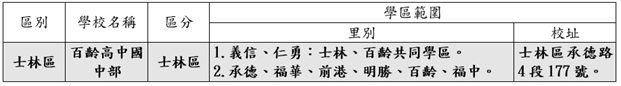 區別 學校名稱 區分 學區範圍
里別 校址
士林區 百齡高中國中部 士林區 1.義信、仁勇：士林、百齡共同學區。 士林區承德路
2.承德、福華、前港、明勝、百齡、福中。 4段177號。